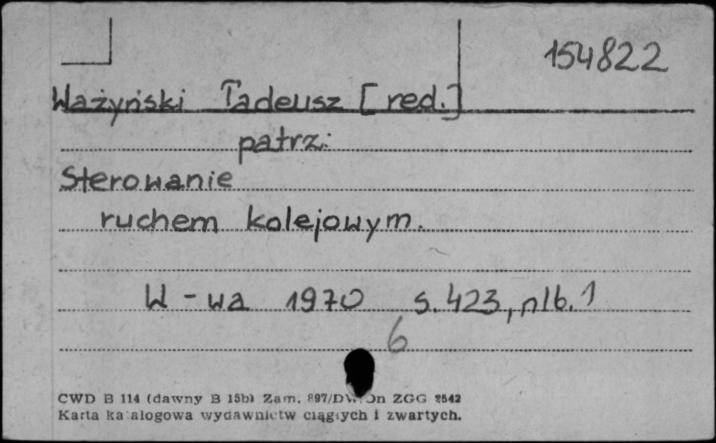 154822
Ważyński Tadeusz [red.]
patrz:
Sterowanie
ruchem kolejowym.
W-wa 1970 s. 423, nlb. 1
6
CWD B 114 (dawny B 15b) Zam. 897/DW. ZGG 2542
Karta katalogowa wydawnictw ciągłych i zwartych.